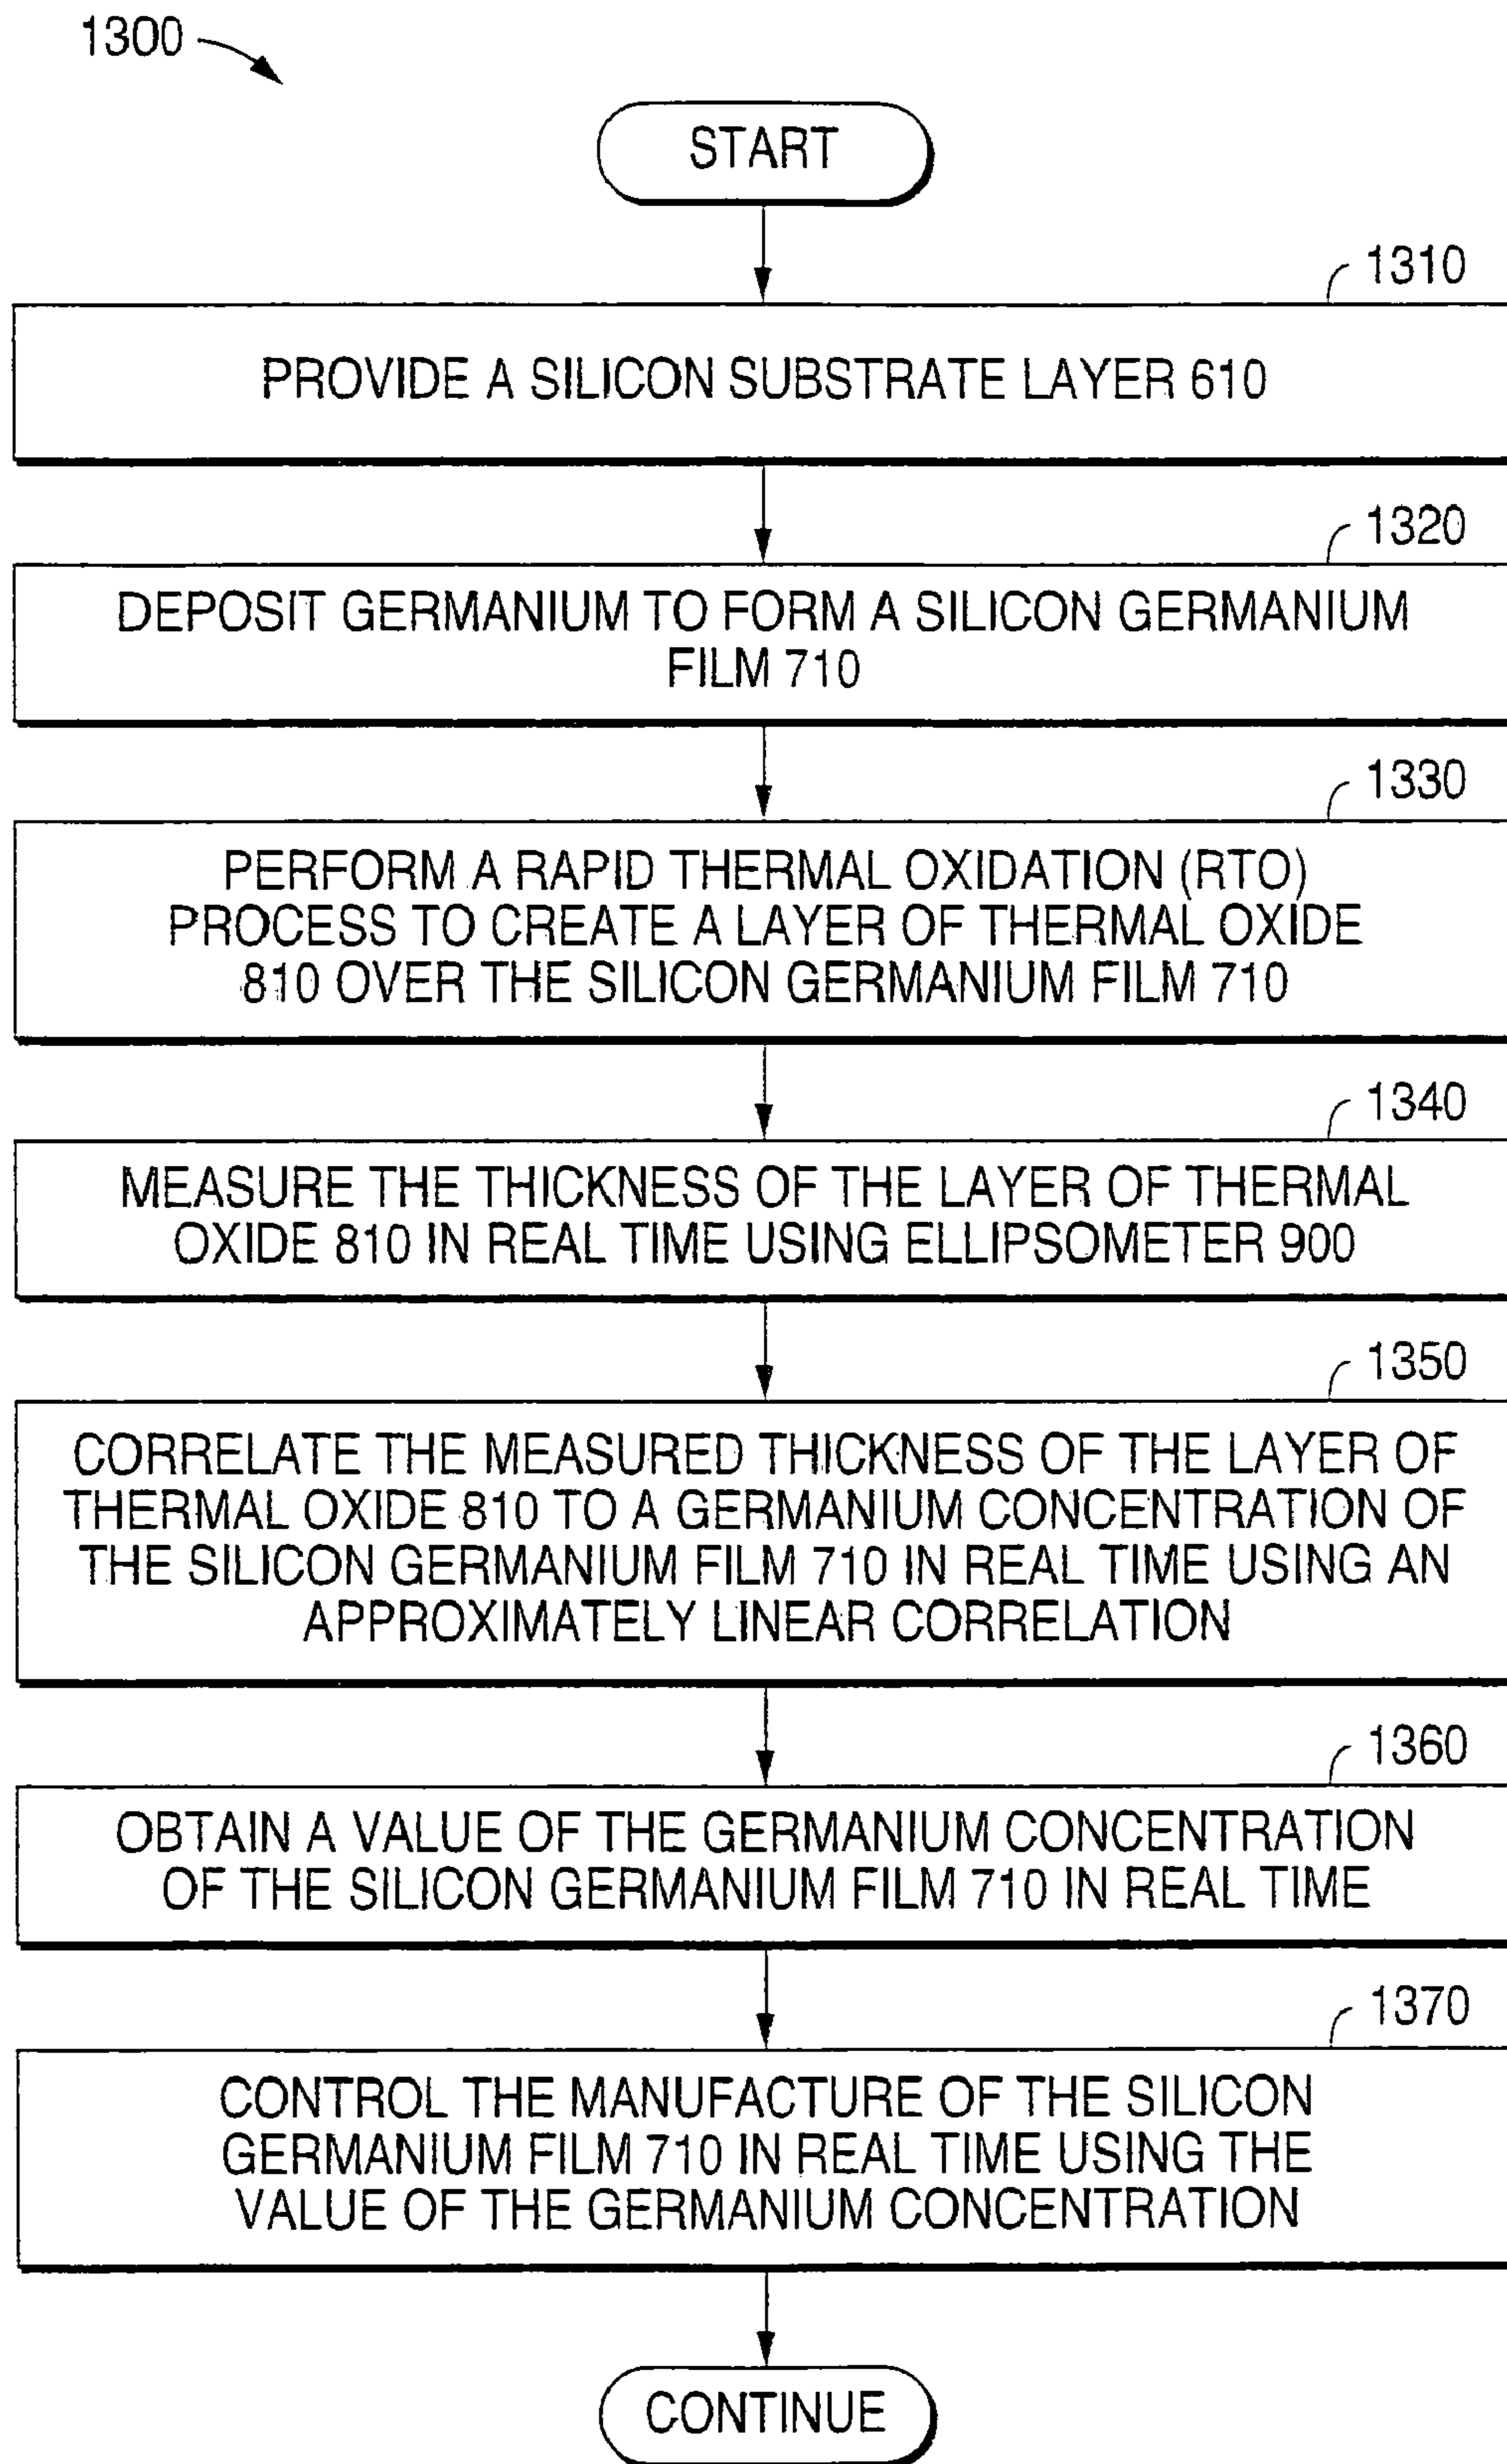 1300
START
1310
PROVIDE A SILICON SUBSTRATE LAYER 610
1320
DEPOSIT GERMANIUM TO FORM A SILICON GERMANIUM
FILM 710
1330
PERFORM A RAPID THERMAL OXIDATION (RTO)
PROCESS TO CREATE A LAYER OF THERMAL OXIDE
810 OVER THE SILICON GERMANIUM FILM 710
1340
MEASURE THE THICKNESS OF THE LAYER OF THERMAL
OXIDE 810 IN REAL TIME USING ELLIPSOMETER 900
1350
CORRELATE THE MEASURED THICKNESS OF THE LAYER OF
THERMAL OXIDE 810 TO A GERMANIUM CONCENTRATION OF
THE SILICON GERMANIUM FILM 710 IN REAL TIME USING AN
APPROXIMATELY LINEAR CORRELATION
1360
OBTAIN A VALUE OF THE GERMANIUM CONCENTRATION
OF THE SILICON GERMANIUM FILM 710 IN REAL TIME
1370
CONTROL THE MANUFACTURE OF THE SILICON
GERMANIUM FILM 710 IN REAL TIME USING THE
VALUE OF THE GERMANIUM CONCENTRATION
CONTINUE